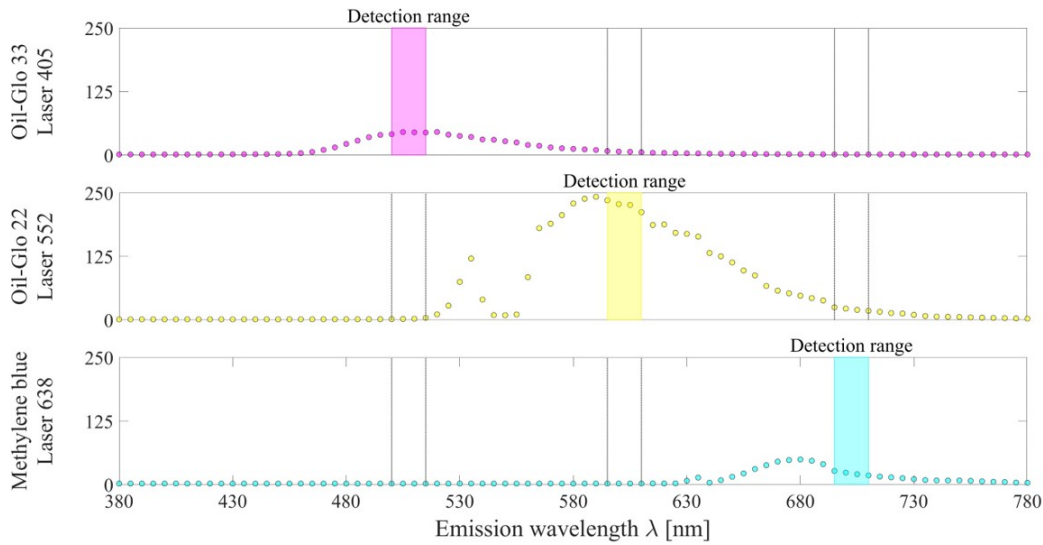 Detection range
Oil-Glo 33
Laser 405
250
125
0
Detection range
Oil-Glo 22
Laser 552
250
125
0
Detection range
Methylene blue
Laser 638
250
125
0
380 430 480 530 580 630 680 730 780
Emission wavelength λ [nm]